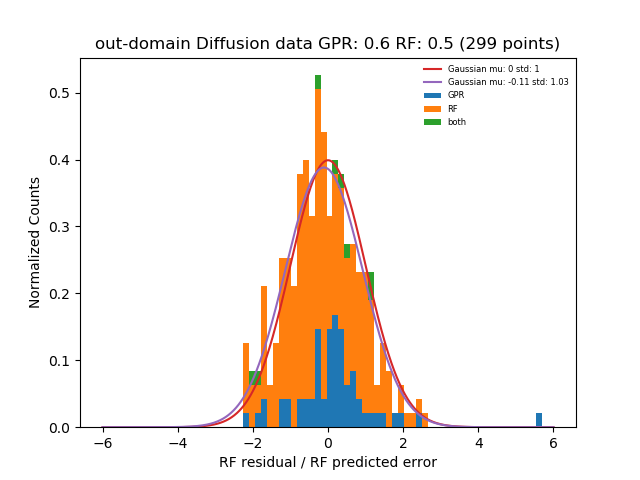 out-domain Diffusion data GPR: 0.6 RF: 0.5 (299 points)
Gaussian mu: 0 std: 1
Gaussian mu: -0.11 std: 1.03
GPR
RF
both
Normalized Counts
0.5
0.4
0.3
0.2
0.1
0.0
−6 −4 −2 0 2 4 6
RF residual / RF predicted error